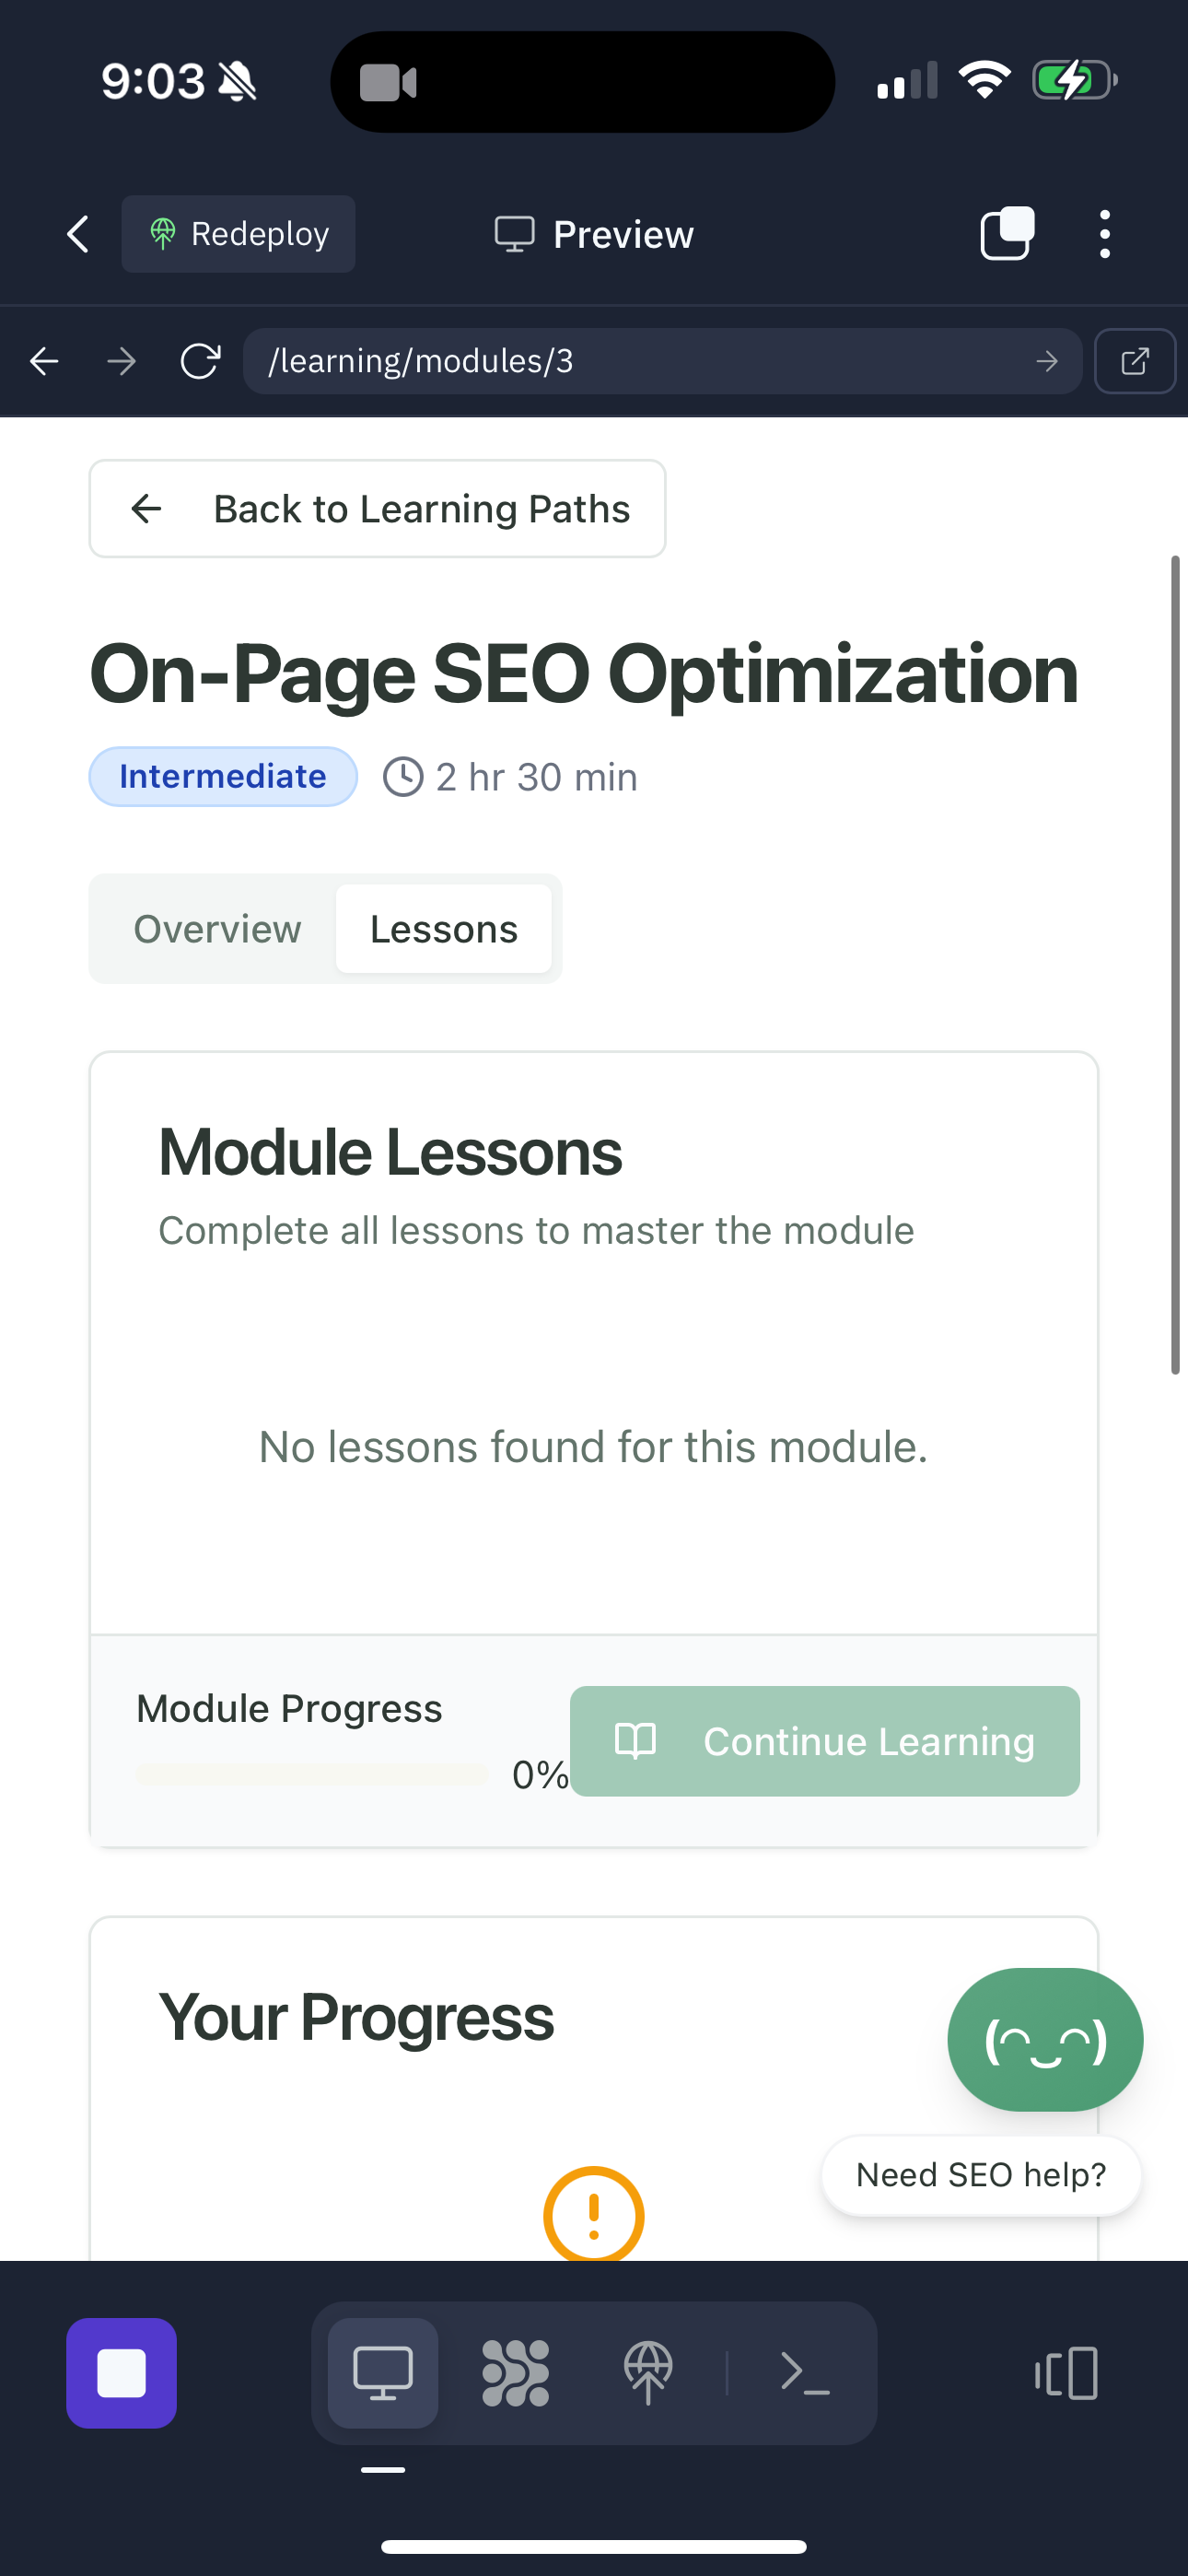 9:03
Redeploy
Preview
/learning/modules/3
Back to Learning Paths
On-Page SEO Optimization
Intermediate
2 hr 30 min
Overview
Lessons
Module Lessons
Complete all lessons to master the module
No lessons found for this module.
Module Progress
0%
Continue Learning
Your Progress
Need SEO help?